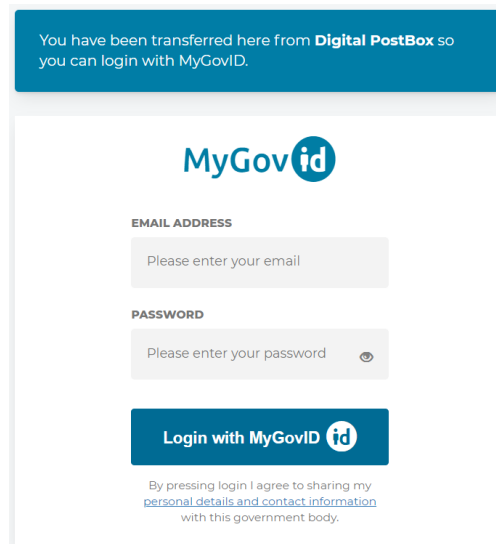 You have been transferred here from Digital PostBox so
you can login with MyGovID.
MyGovid
EMAIL ADDRESS
Please enter your email
PASSWORD
Please enter your password
Login with MyGovID id
By pressing login I agree to sharing my
personal details and contact information
with this government body.